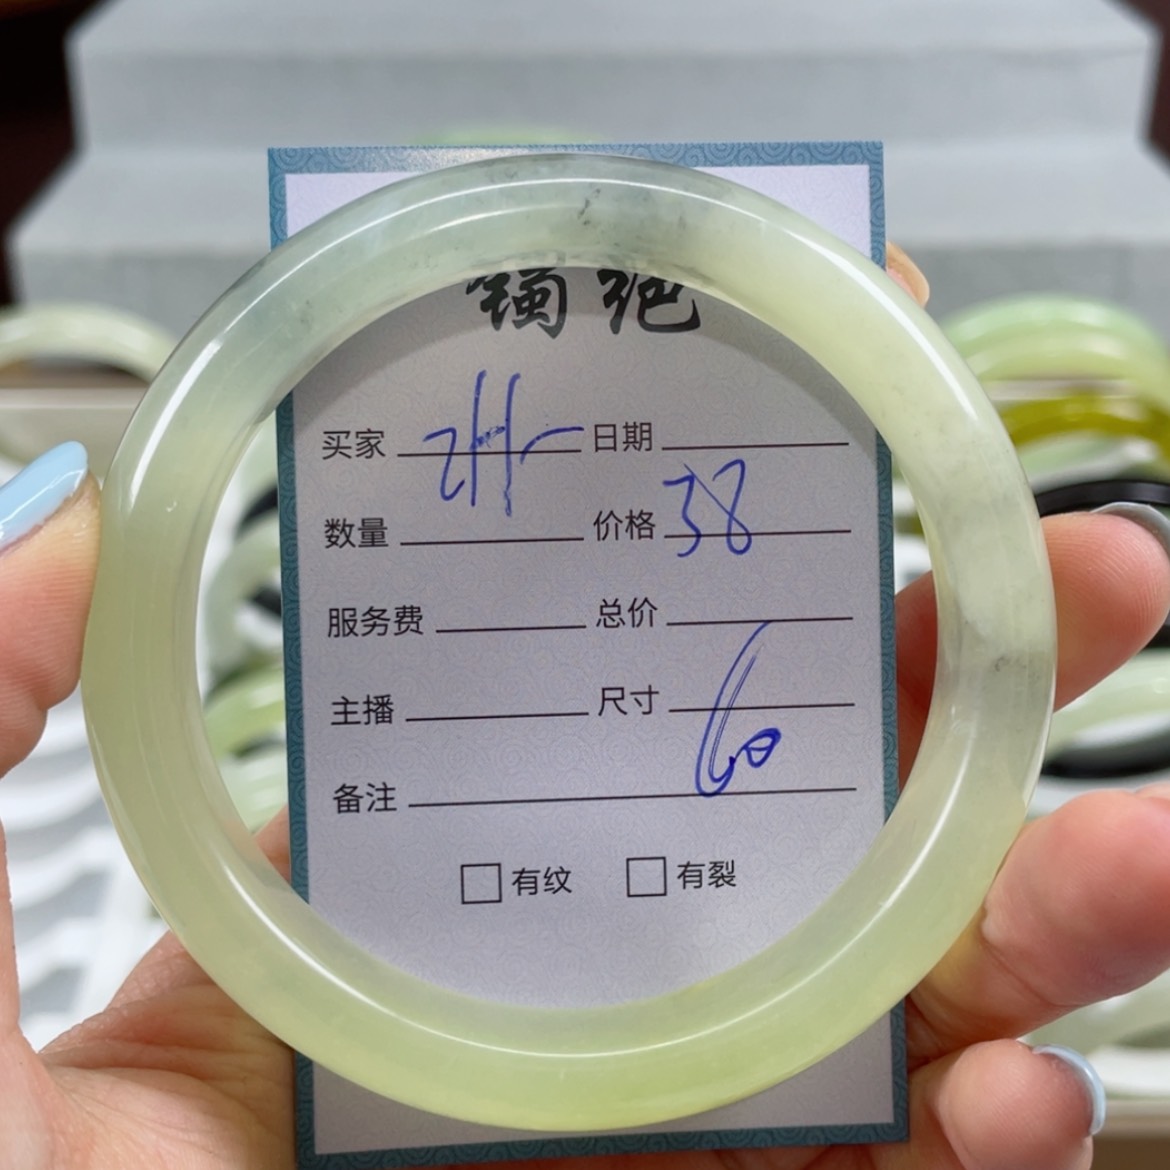 镯
买家 日期
数量 价格 38
服务费 总价
主播 尺寸 60
备注
有纹 有裂